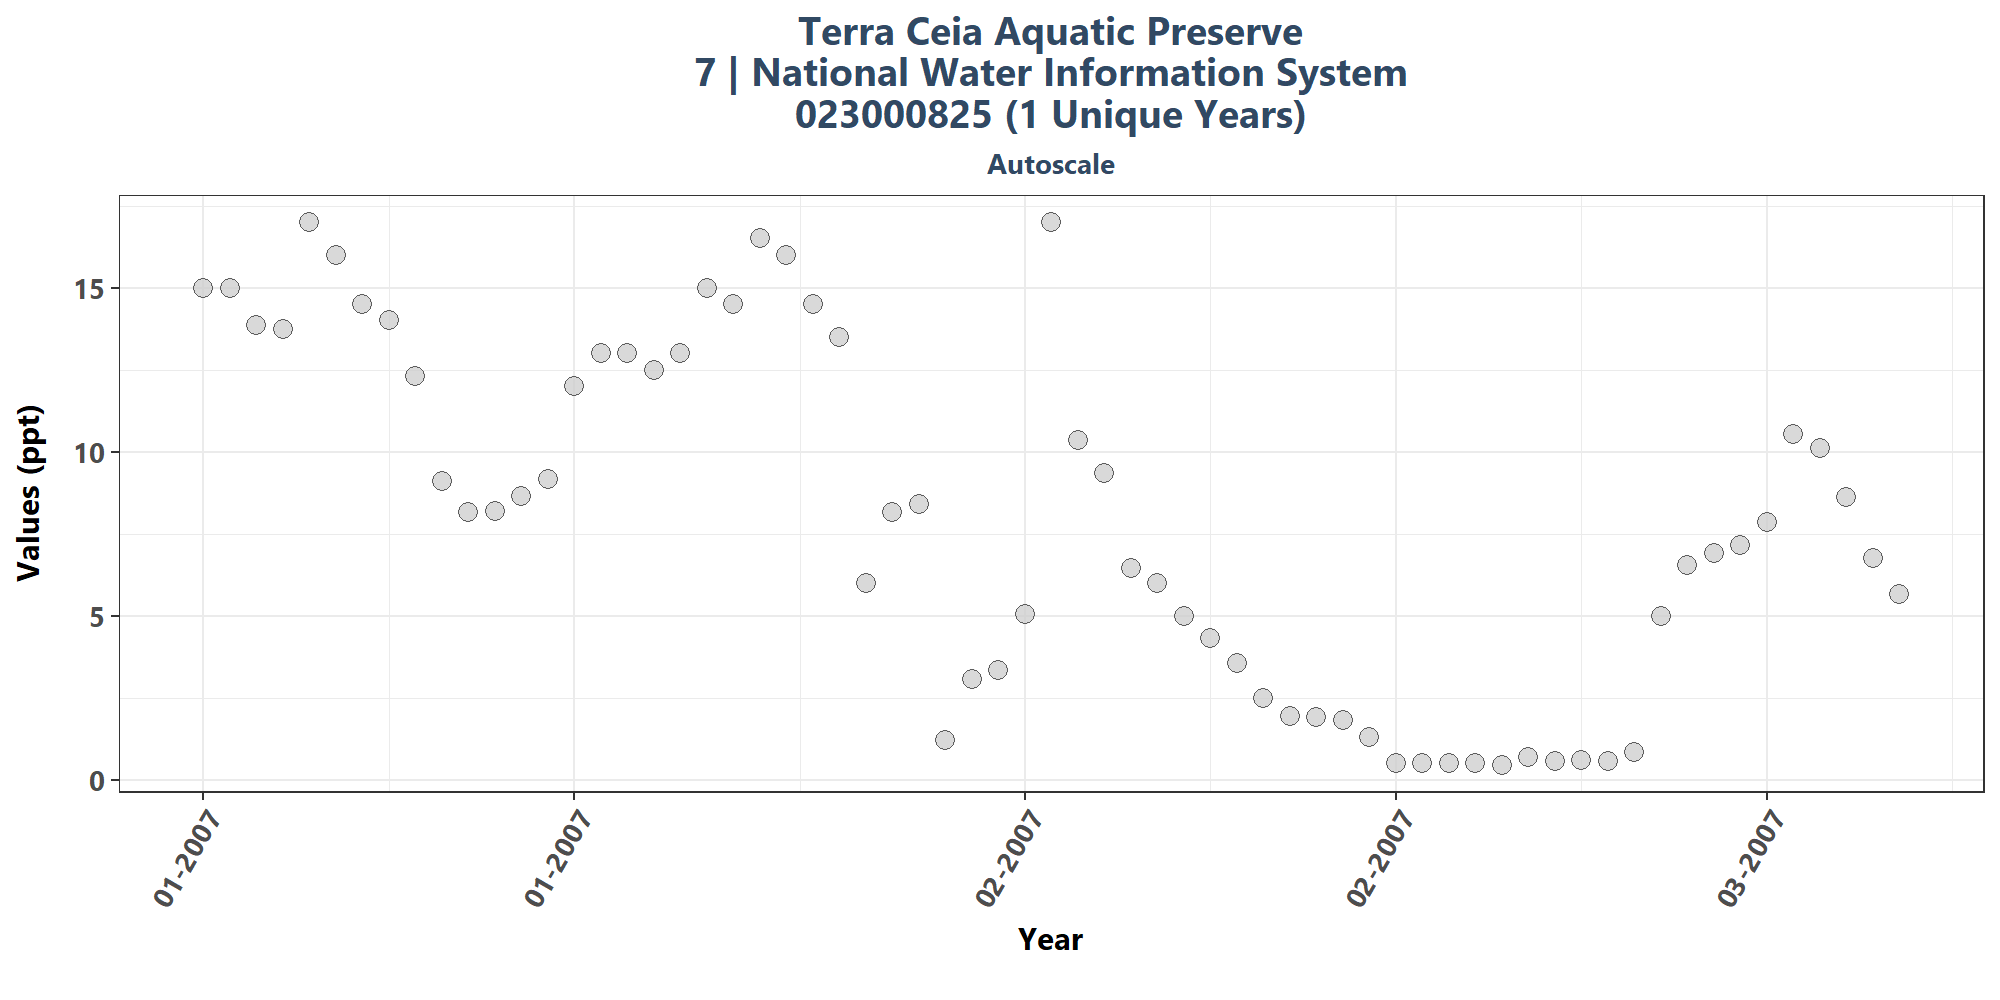 Terra Ceia Aquatic Preserve
7 | National Water Information System
023000825 (1 Unique Years)
Autoscale
Values (ppt)
15
10
5
0
01-2007
01-2007
02-2007
02-2007
03-2007
Year